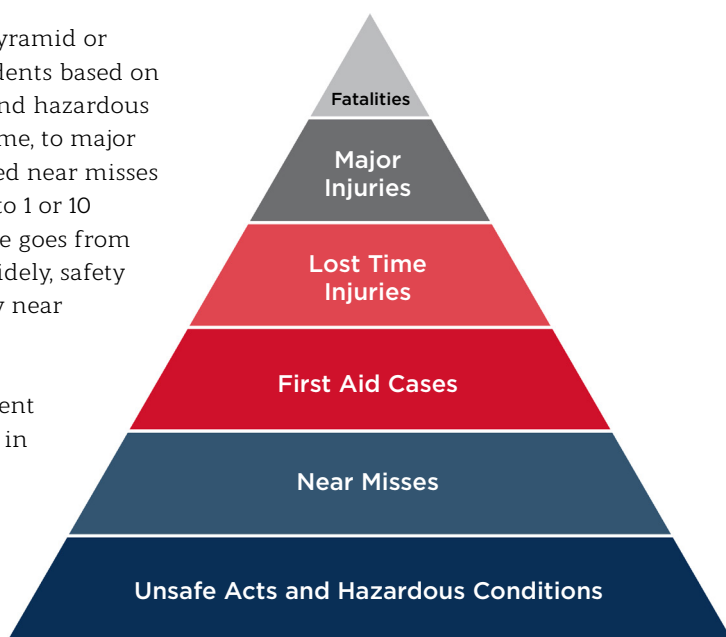 yramid or
dents based on
nd hazardous
me, to major
ed near misses
to 1 or 10
e goes from
idely, safety
y near
ent
in
Fatalities
Major
Injuries
Lost Time
Injuries
First Aid Cases
Near Misses
Unsafe Acts and Hazardous Conditions